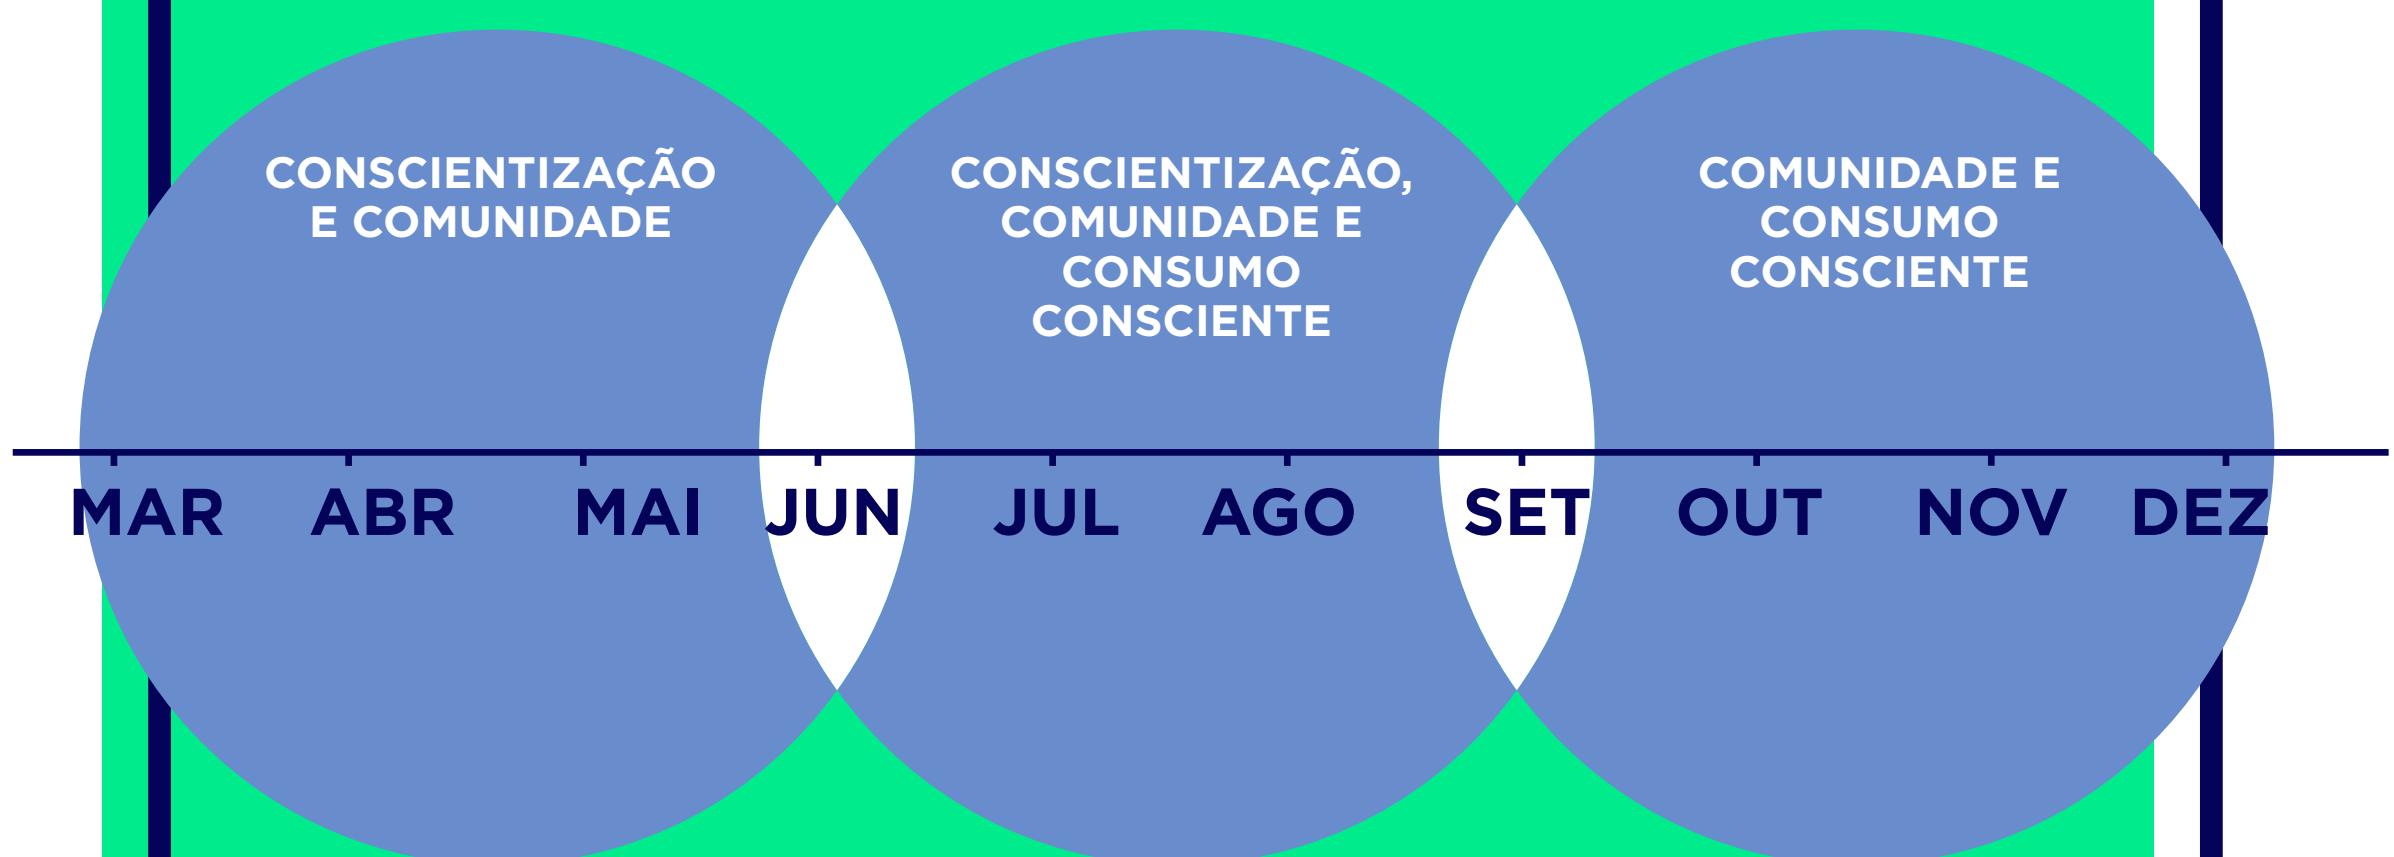 CONSCIENTIZAÇÃO
E COMUNIDADE
CONSCIENTIZAÇÃO,
COMUNIDADE E
CONSUMO
CONSCIENTE
COMUNIDADE E
CONSUMO
CONSCIENTE
MAR ABR MAI JUN JUL AGO SET OUT NOV DEZ